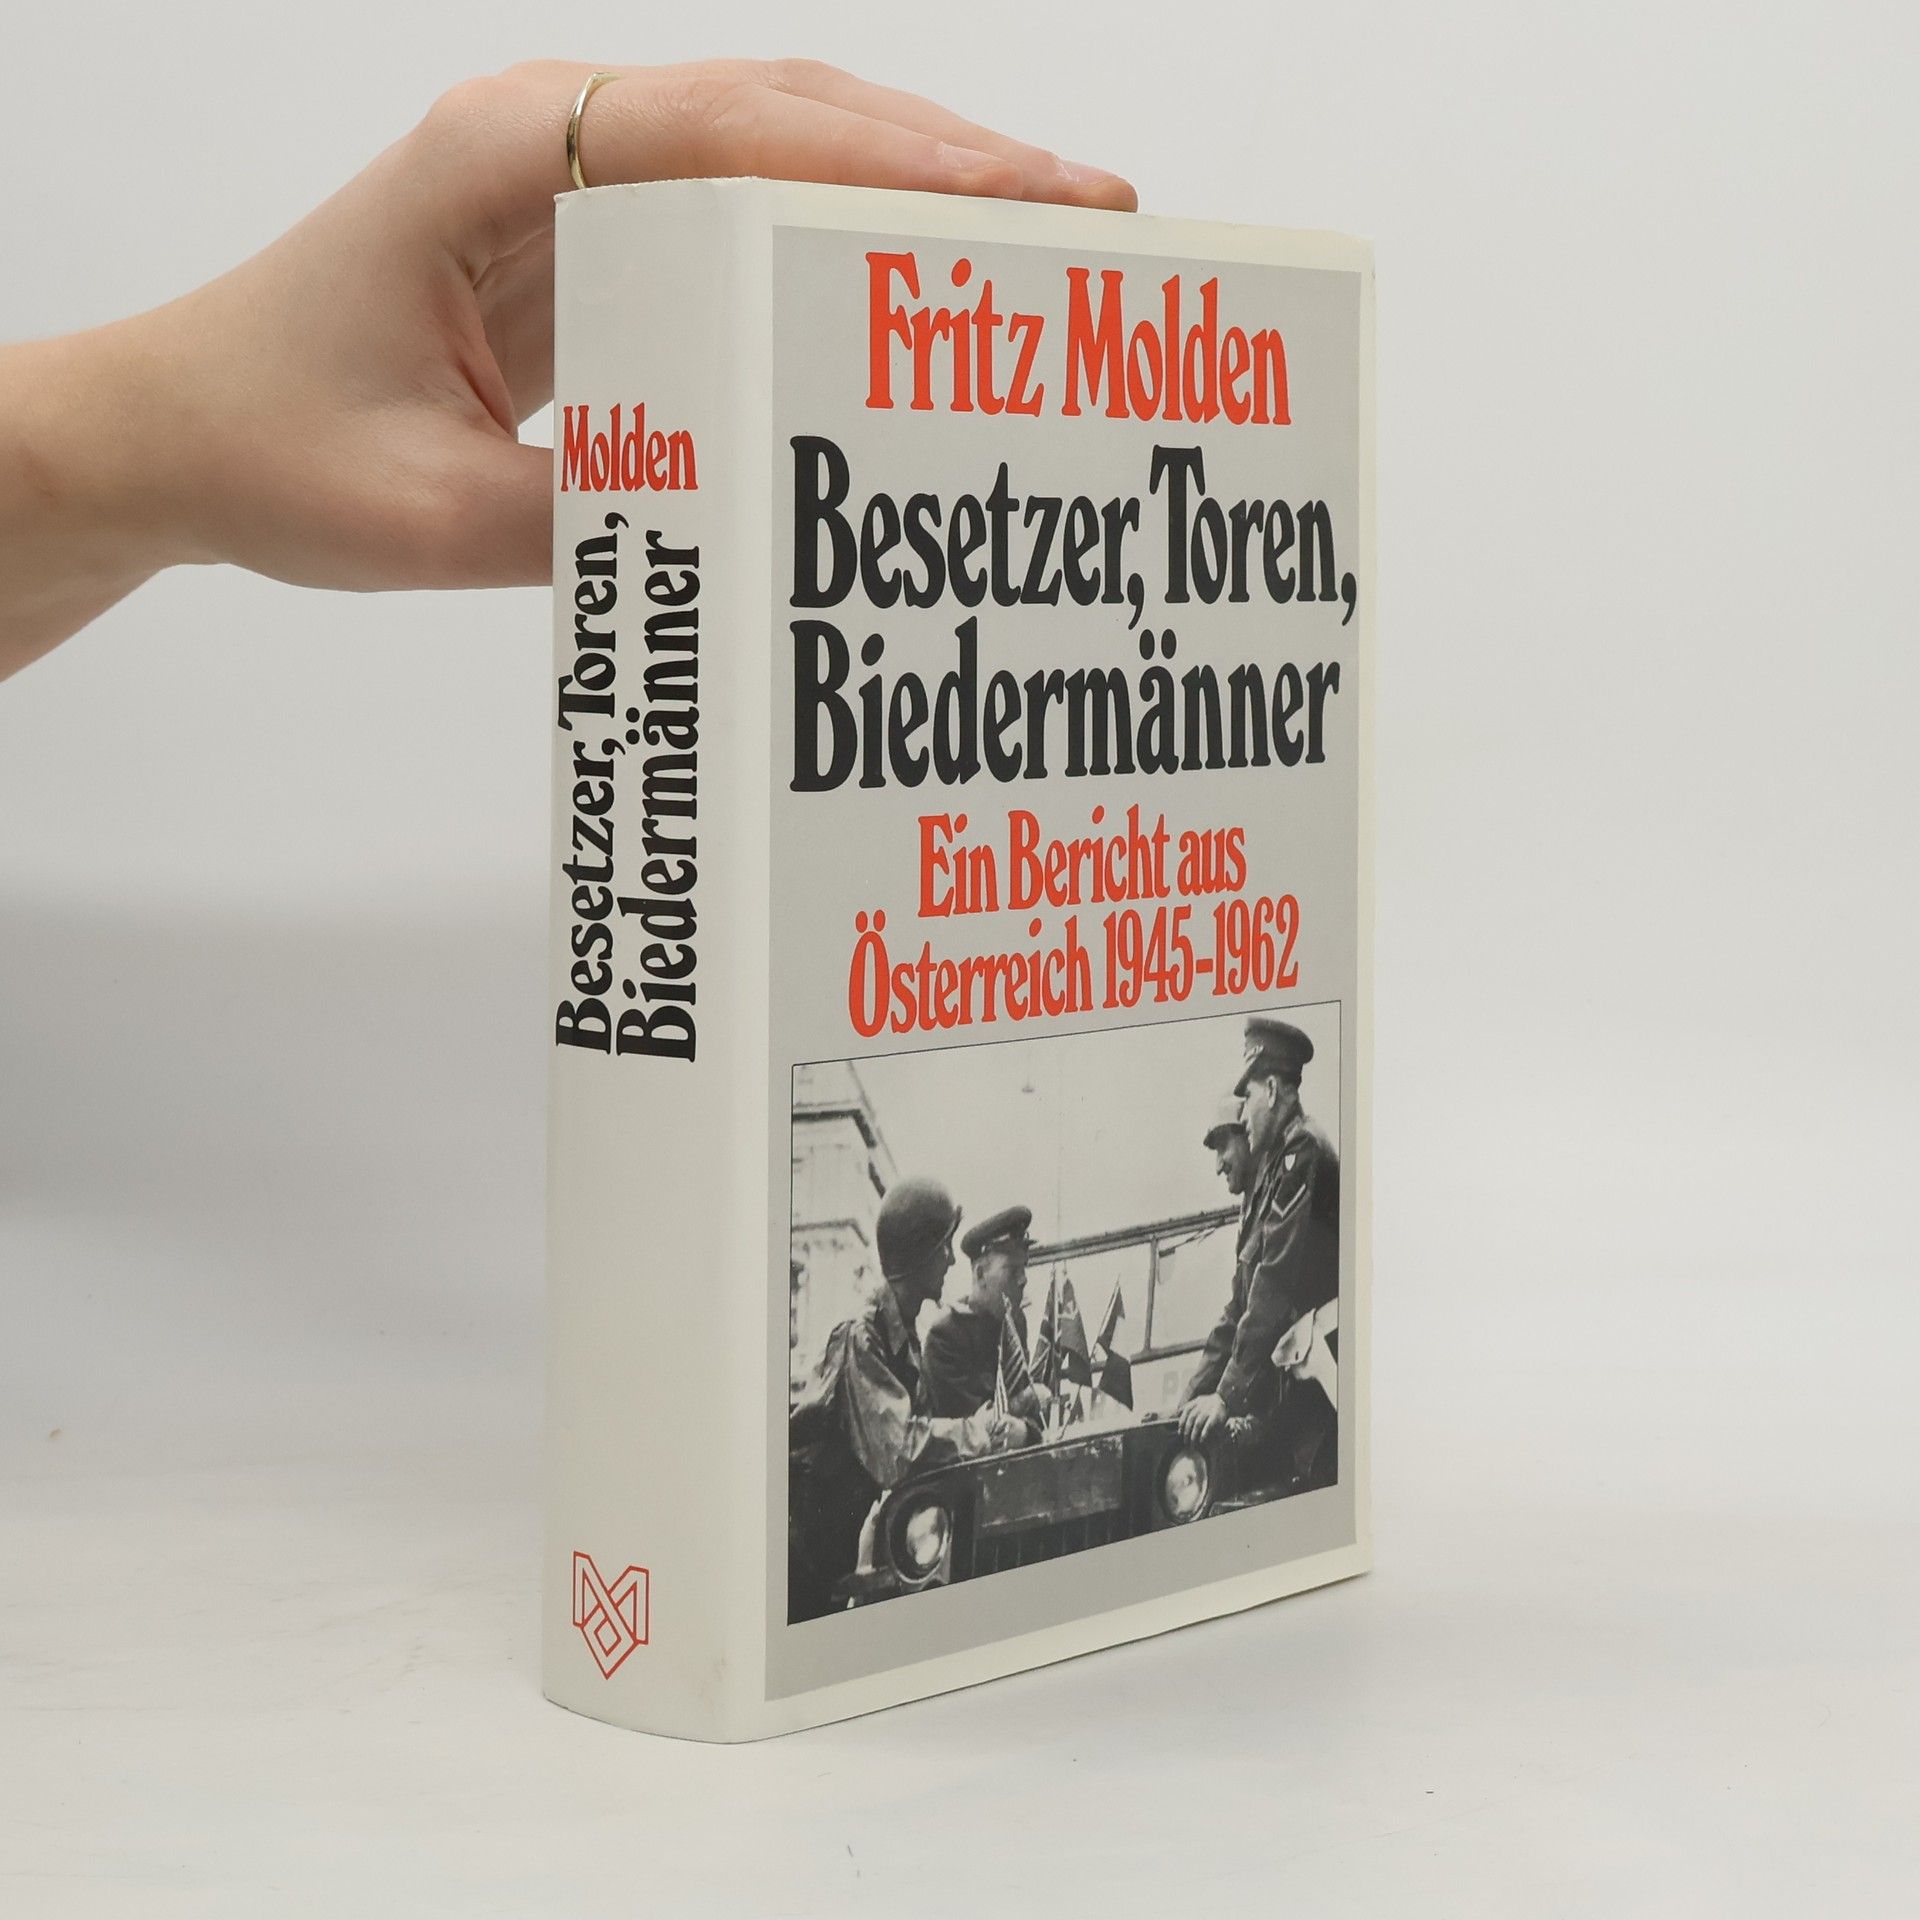 Molden
Besetzer, Toren,
Biedermänner
Fritz Molden
Besetzer, Toren,
Biedermänner
Ein Bericht aus
Österreich 1945-1962